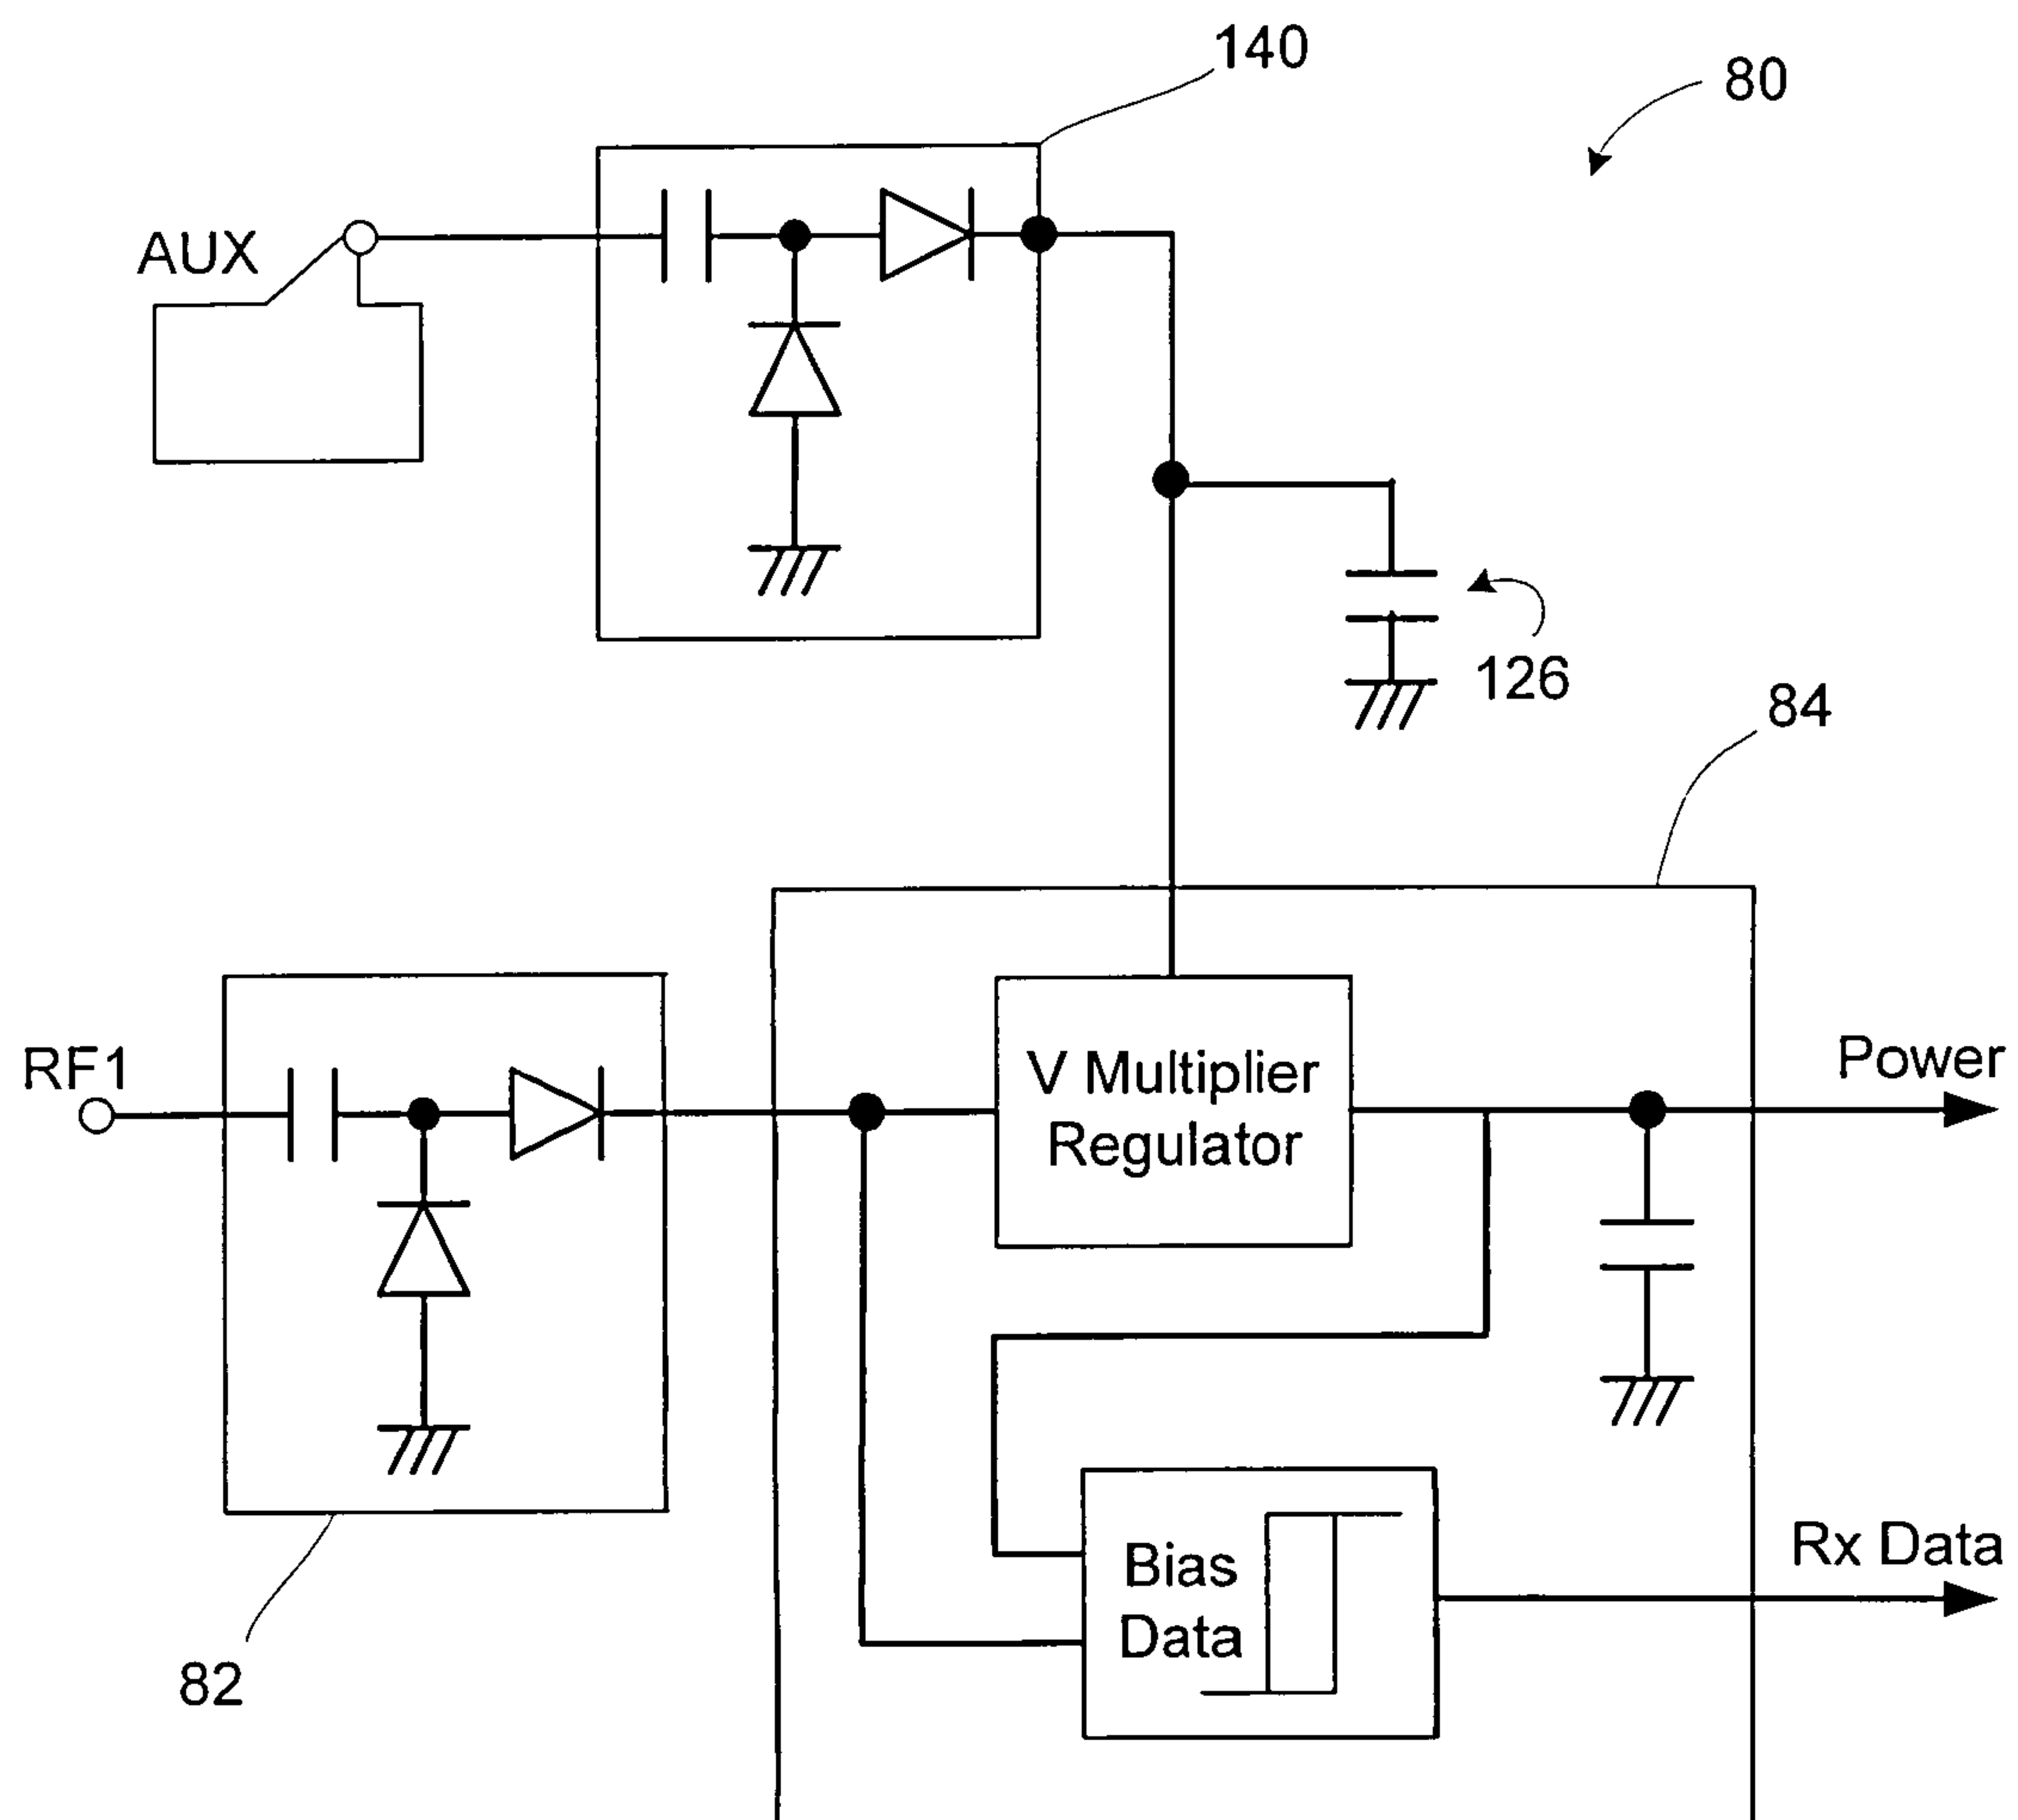 140
80
AUX
126
84
RF1
V Multiplier
Regulator
Power
Bias
Data
Rx Data
82